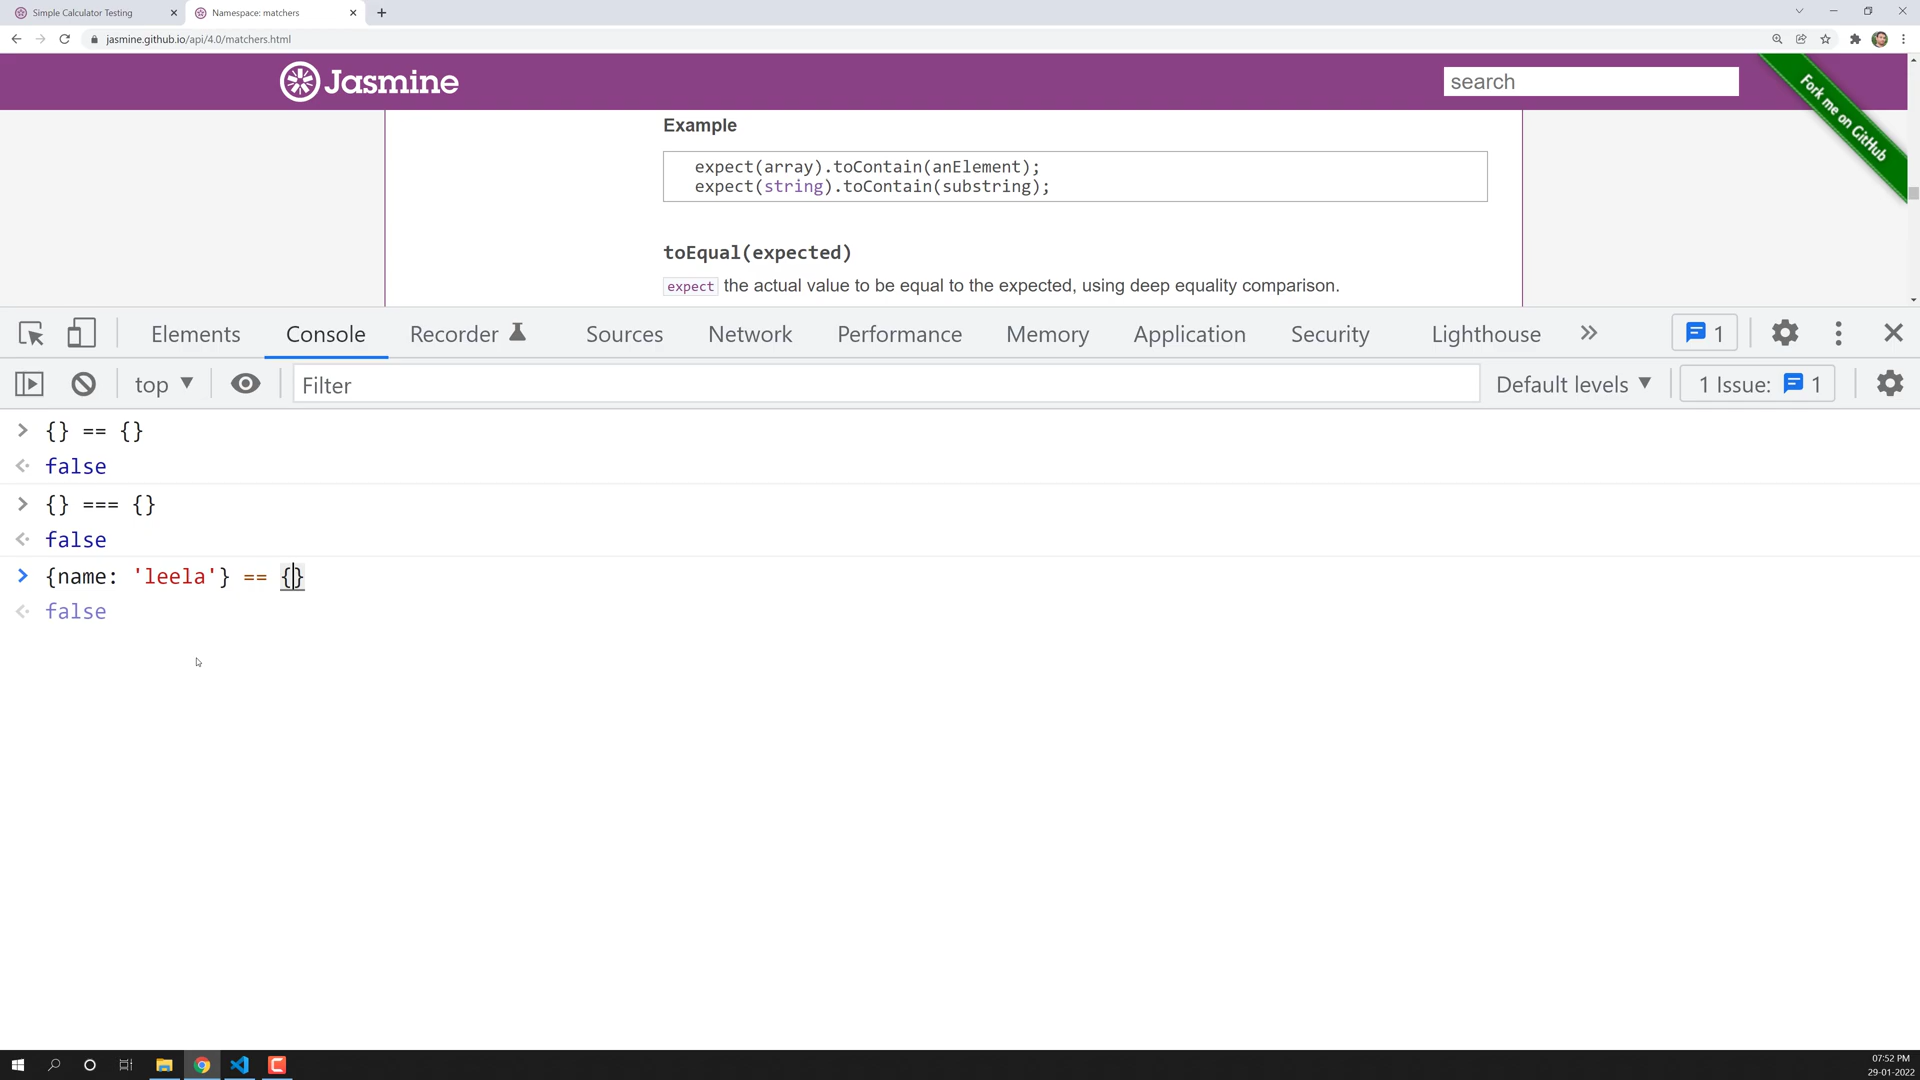 Simple Calculator Testing
Namespace: matchers
jasmine.github.io/api/4.0/matchers.html
Jasmine
search
Fork me on GitHub
Example
expect(array).toContain(anElement);
expect(string).toContain(substring);
toEqual(expected)
expect the actual value to be equal to the expected, using deep equality comparison.
Elements
Console
Recorder
Sources
Network
Performance
Memory
Application
Security
Lighthouse
1
top
Filter
Default levels
1 Issue: 1
{} == {}
false
{} === {}
false
{name: 'leela'} == {}
false
07:52 PM
29-01-2022